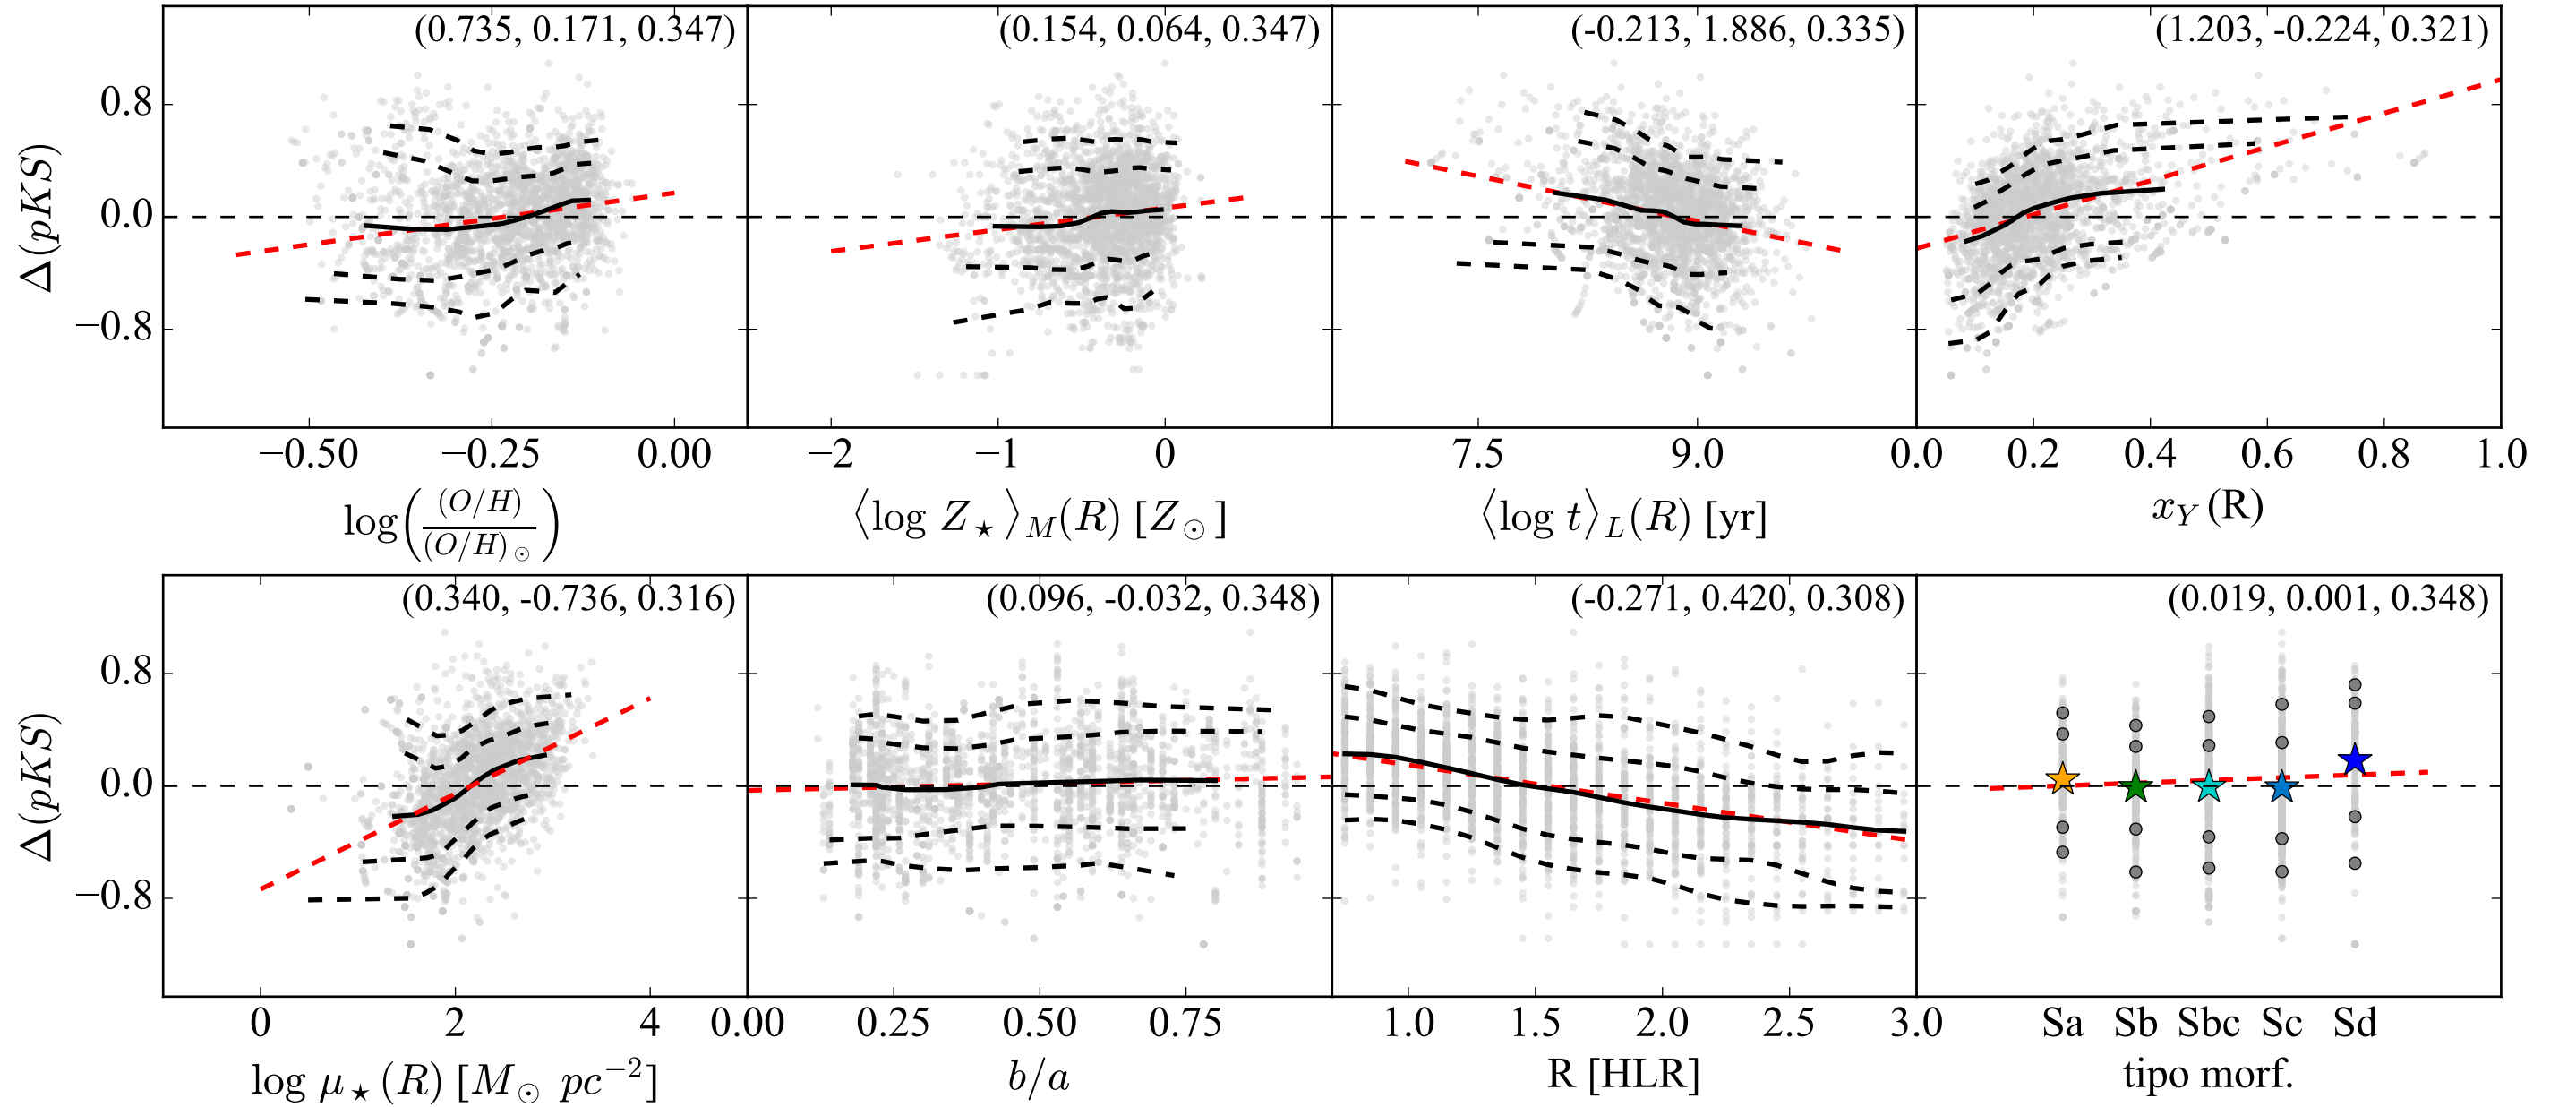 (0.735, 0.171, 0.347)
(0.154, 0.064, 0.347)
(-0.213, 1.886, 0.335)
(1.203, -0.224, 0.321)
Δ(pKS)
0.8
0.0
−0.8
−0.50 −0.25 0.00
−2 −1 0
7.5 9.0
0.0 0.2 0.4 0.6 0.8 1.0
log((O/H)/(O/H)⊙)
⟨log Z⋆⟩M(R) [Z⊙]
⟨log t⟩L(R) [yr]
xY(R)
(0.340, -0.736, 0.316)
(0.096, -0.032, 0.348)
(-0.271, 0.420, 0.308)
(0.019, 0.001, 0.348)
Δ(pKS)
0.8
0.0
−0.8
0 2 4
0.00 0.25 0.50 0.75
1.0 1.5 2.0 2.5 3.0
Sa Sb Sbc Sc Sd
log μ⋆(R) [M⊙ pc⁻²]
b/a
R [HLR]
tipo morf.